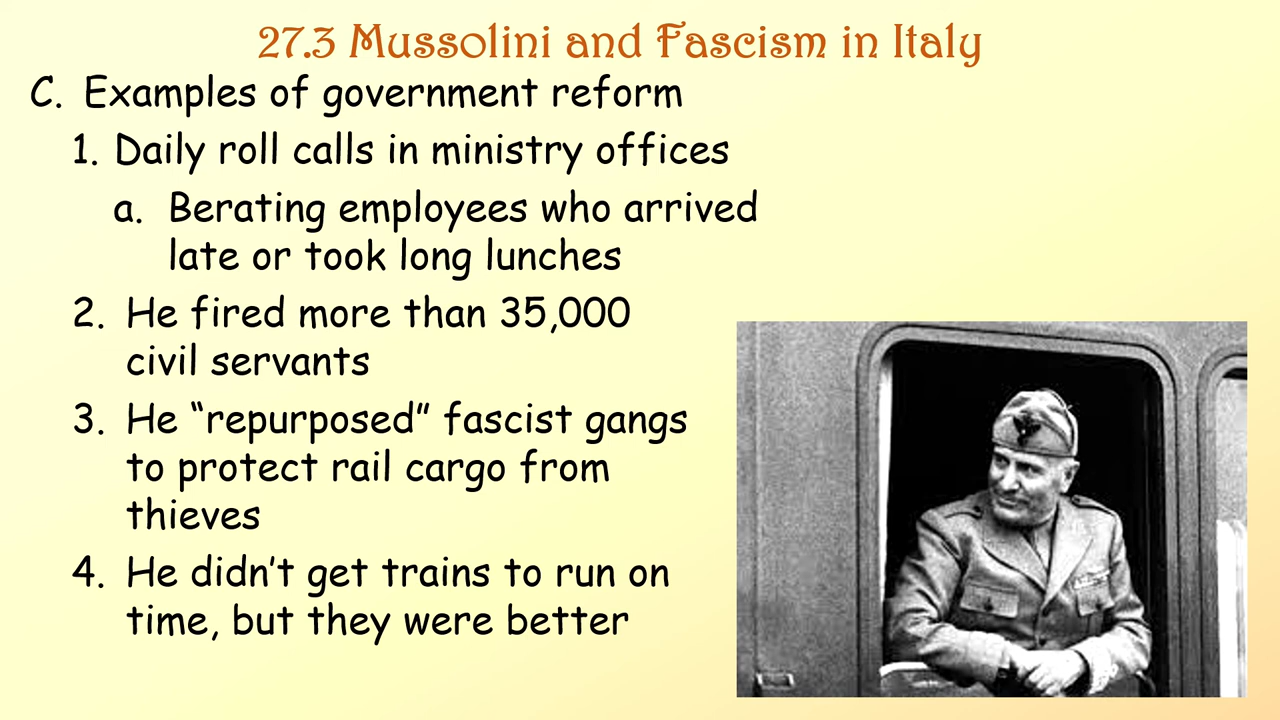 27.3 Mussolini and Fascism in Italy
C. Examples of government reform
1. Daily roll calls in ministry offices
a. Berating employees who arrived
late or took long lunches
2. He fired more than 35,000
civil servants
3. He “repurposed” fascist gangs
to protect rail cargo from
thieves
4. He didn’t get trains to run on
time, but they were better